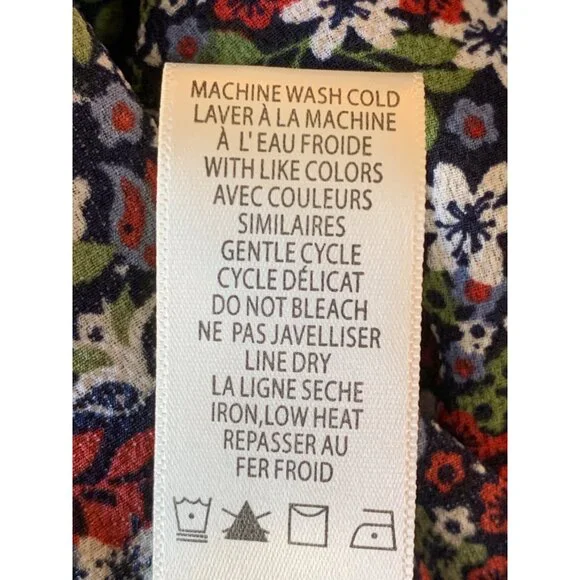 MACHINE WASH COLD
LAVER À LA MACHINE
À L'EAU FROIDE
WITH LIKE COLORS
AVEC COULEURS
SIMILAIRES
GENTLE CYCLE
CYCLE DÉLICAT
DO NOT BLEACH
NE PAS JAVELLISER
LINE DRY
LA LIGNE SECHE
IRON,LOW HEAT
REPASSER AU
FER FROID